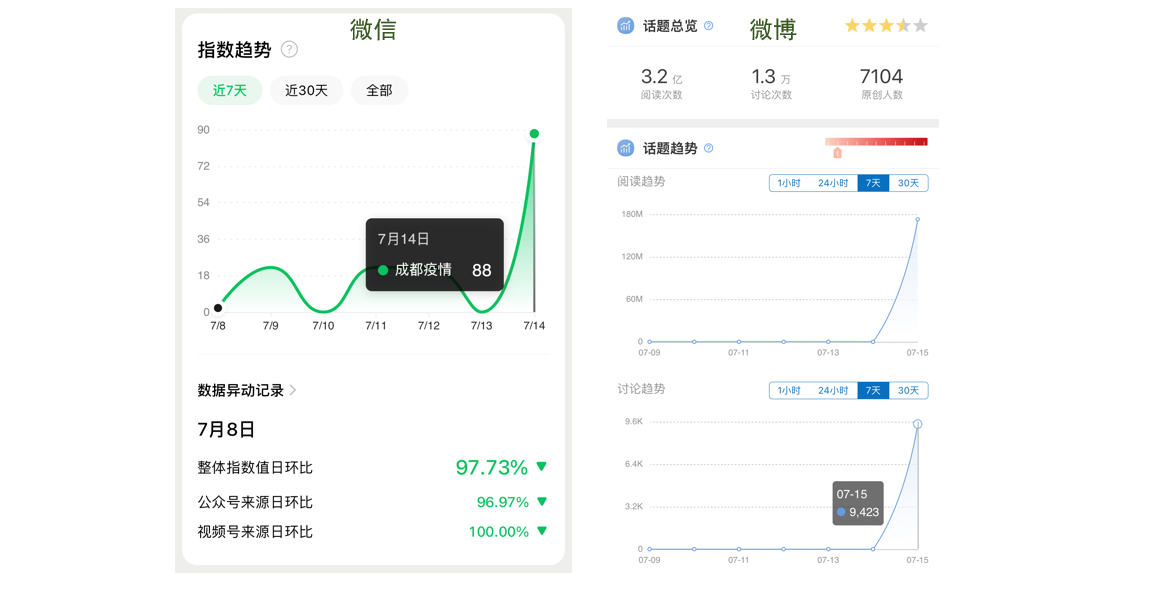 微信
指数趋势 ?
近7天 近30天 全部
90
72
54
36
18
0
7月14日
成都疫情 88
7/8 7/9 7/10 7/11 7/12 7/13 7/14
数据异动记录
7月8日
整体指数值日环比 97.73%
公众号来源日环比 96.97%
视频号来源日环比 100.00%
话题总览 ? 微博
3.2 亿 1.3 万 7104
阅读次数 讨论次数 原创人数
话题趋势 ?
1
阅读趋势 1小时 24小时 7天 30天
180M
120M
60M
0
07-09 07-11 07-13 07-15
讨论趋势 1小时 24小时 7天 30天
9.6K
6.4K
3.2K
0
07-15
9,423
07-09 07-11 07-13 07-15